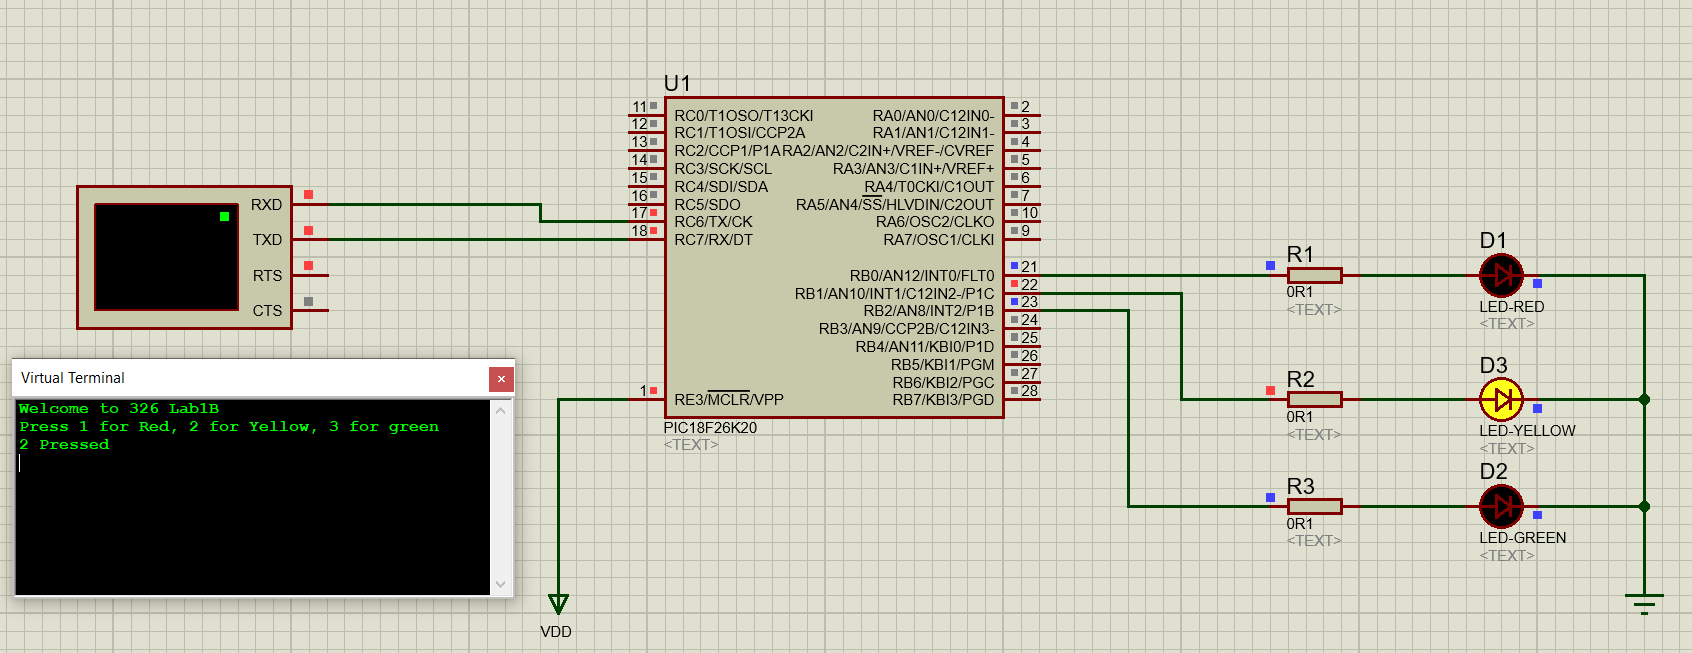 U1
11
RC0/T1OSO/T13CKI
RA0/AN0/C12IN0-
2
12
RC1/T1OSI/CCP2A
RA1/AN1/C12IN1-
3
13
RC2/CCP1/P1A
RA2/AN2/C2IN+/VREF-/CVREF
4
14
RC3/SCK/SCL
RA3/AN3/C1IN+/VREF+
5
15
RC4/SDI/SDA
RA4/T0CKI/C1OUT
6
16
RC5/SDO
RA5/AN4/SS/HLVDIN/C2OUT
7
17
RC6/TX/CK
RA6/OSC2/CLKO
10
18
RC7/RX/DT
RA7/OSC1/CLKI
9
RB0/AN12/INT0/FLT0
21
RB1/AN10/INT1/C12IN2-/P1C
22
RB2/AN8/INT2/P1B
23
RB3/AN9/CCP2B/C12IN3-
24
RB4/AN11/KBI0/P1D
25
RB5/KBI1/PGM
26
RB6/KBI2/PGC
27
1
RE3/MCLR/VPP
RB7/KBI3/PGD
28
PIC18F26K20
<TEXT>
RXD
TXD
RTS
CTS
Virtual Terminal
Welcome to 326 Lab1B
Press 1 for Red, 2 for Yellow, 3 for green
2 Pressed
VDD
R1
0R1
<TEXT>
D1
LED-RED
<TEXT>
R2
0R1
<TEXT>
D3
LED-YELLOW
<TEXT>
R3
0R1
<TEXT>
D2
LED-GREEN
<TEXT>